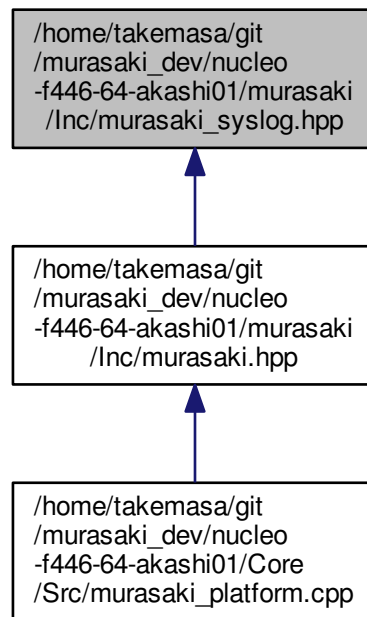 /home/takemasa/git
/murasaki_dev/nucleo
-f446-64-akashi01/murasaki
/Inc/murasaki_syslog.hpp
/home/takemasa/git
/murasaki_dev/nucleo
-f446-64-akashi01/murasaki
/Inc/murasaki.hpp
/home/takemasa/git
/murasaki_dev/nucleo
-f446-64-akashi01/Core
/Src/murasaki_platform.cpp